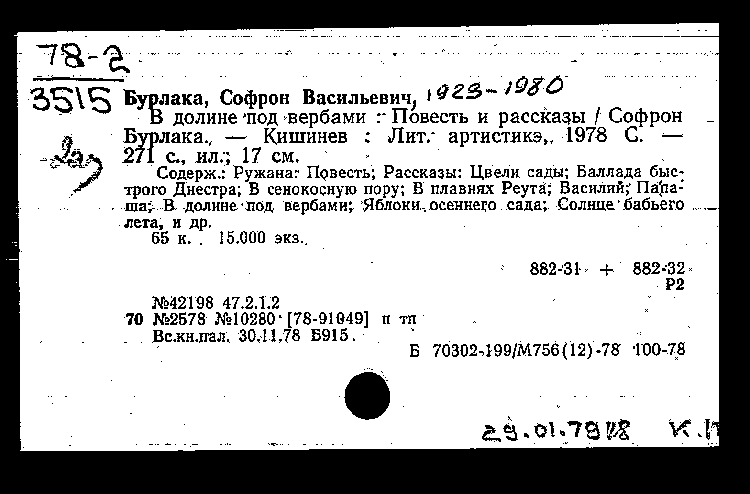 78-2
3515
Бурлака, Софрон Васильевич, 1923-1980
В долине под вербами : Повесть и рассказы / Софрон
Бурлака. — Кишинев : Лит. артистикэ, 1978 С. —
271 с., ил.; 17 см.
Содерж.: Ружана: Повесть; Рассказы: Цвели сады; Баллада быс-
трого Днестра; В сенокосную пору; В плавнях Реута; Василий; Папа-
ша; В долине под вербами; Яблоки осеннего сада; Солнце бабьего
лета, и др.
65 к. 15.000 экз.
882-31 + 882-32
Р2
№42198 47.2.1.2
70 №2578 №10280 [78-91049] п тп
Вс.кн.пал. 30.11.78 Б915
Б 70302-199/М756(12)-78 100-78
29.01.79